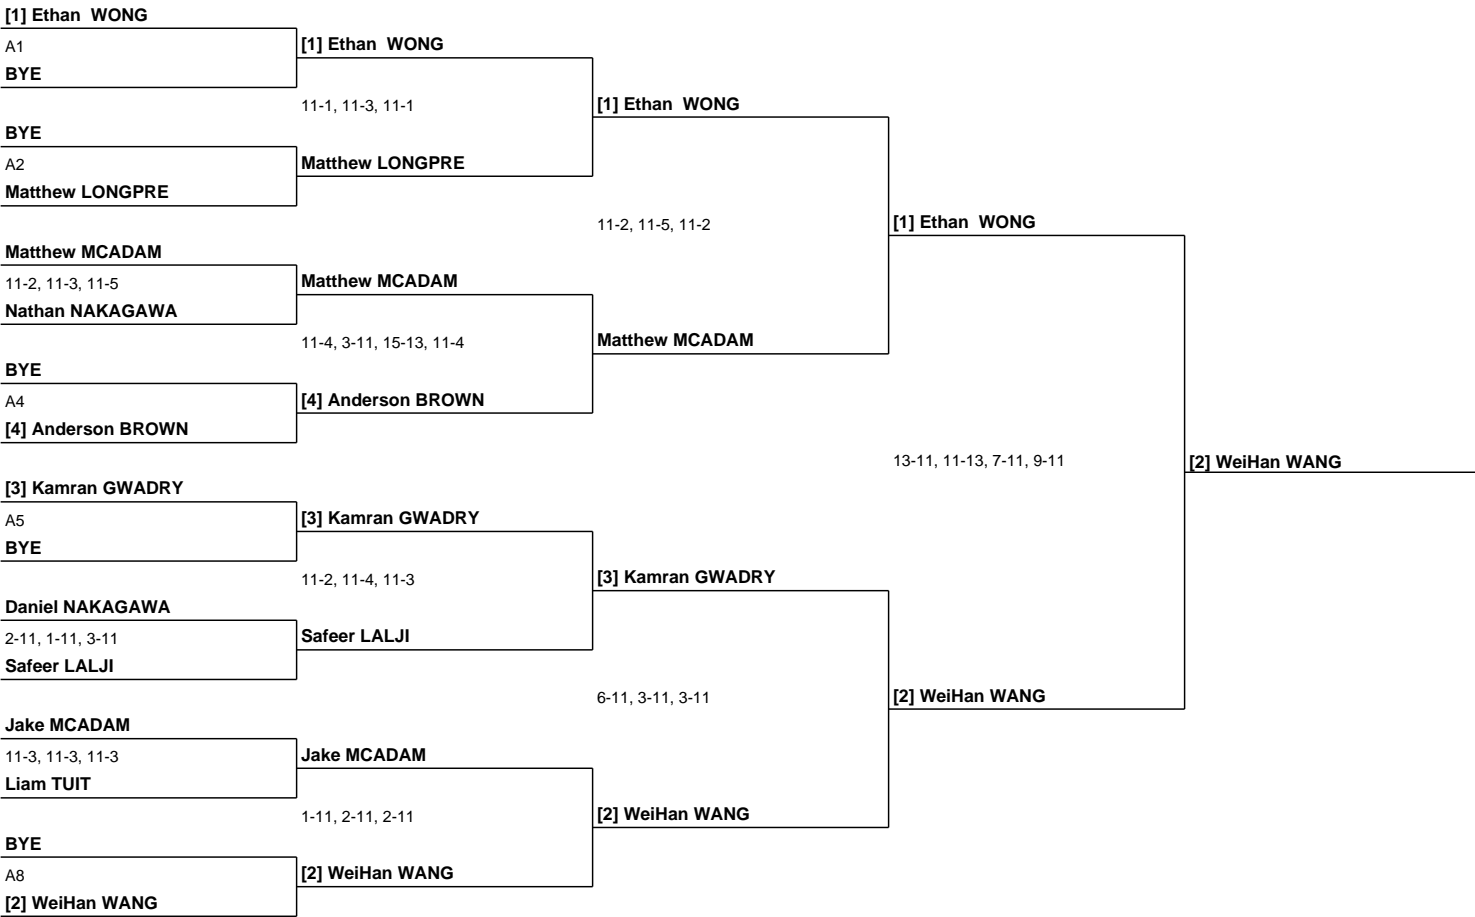 [1] Ethan  WONG
A1
BYE
BYE
A2
Matthew LONGPRE
Matthew MCADAM
11-2, 11-3, 11-5
Nathan NAKAGAWA
BYE
A4
[4] Anderson BROWN
[3] Kamran GWADRY
A5
BYE
Daniel NAKAGAWA
2-11, 1-11, 3-11
Safeer LALJI
Jake MCADAM
11-3, 11-3, 11-3
Liam TUIT
BYE
A8
[2] WeiHan WANG
[1] Ethan  WONG
11-1, 11-3, 11-1
Matthew LONGPRE
Matthew MCADAM
11-4, 3-11, 15-13, 11-4
[4] Anderson BROWN
[3] Kamran GWADRY
11-2, 11-4, 11-3
Safeer LALJI
Jake MCADAM
1-11, 2-11, 2-11
[2] WeiHan WANG
[1] Ethan  WONG
11-2, 11-5, 11-2
Matthew MCADAM
[3] Kamran GWADRY
6-11, 3-11, 3-11
[2] WeiHan WANG
[1] Ethan  WONG
13-11, 11-13, 7-11, 9-11
[2] WeiHan WANG
[2] WeiHan WANG